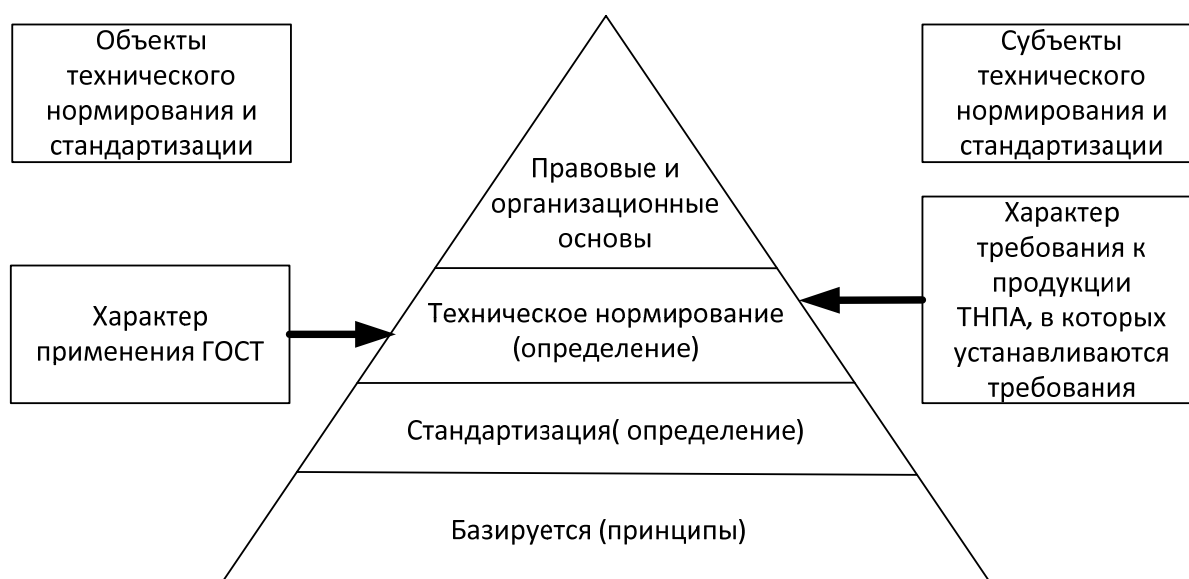 Объекты
технического
нормирования и
стандартизации
Субъекты
технического
нормирования и
стандартизации
Правовые и
организационные
основы
Характер
применения ГОСТ
Техническое нормирование
(определение)
Характер
требования к
продукции
ТНПА, в которых
устанавливаются
требования
Стандартизация( определение)
Базируется (принципы)